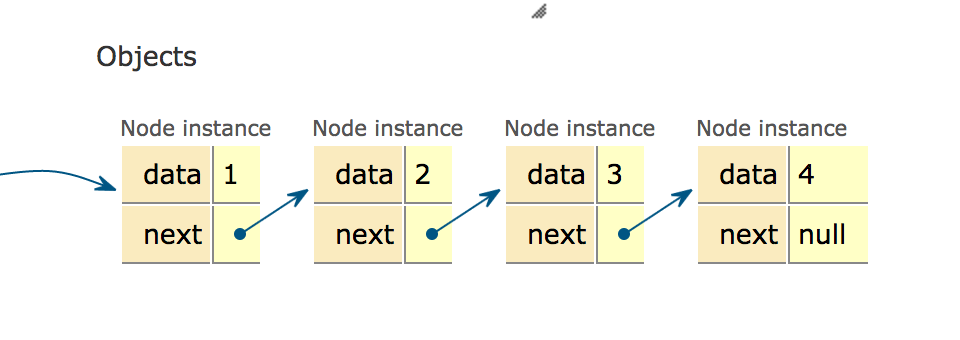 Objects
Node instance Node instance Node instance Node instance
data 1 data 2 data 3 data 4
next next next next null